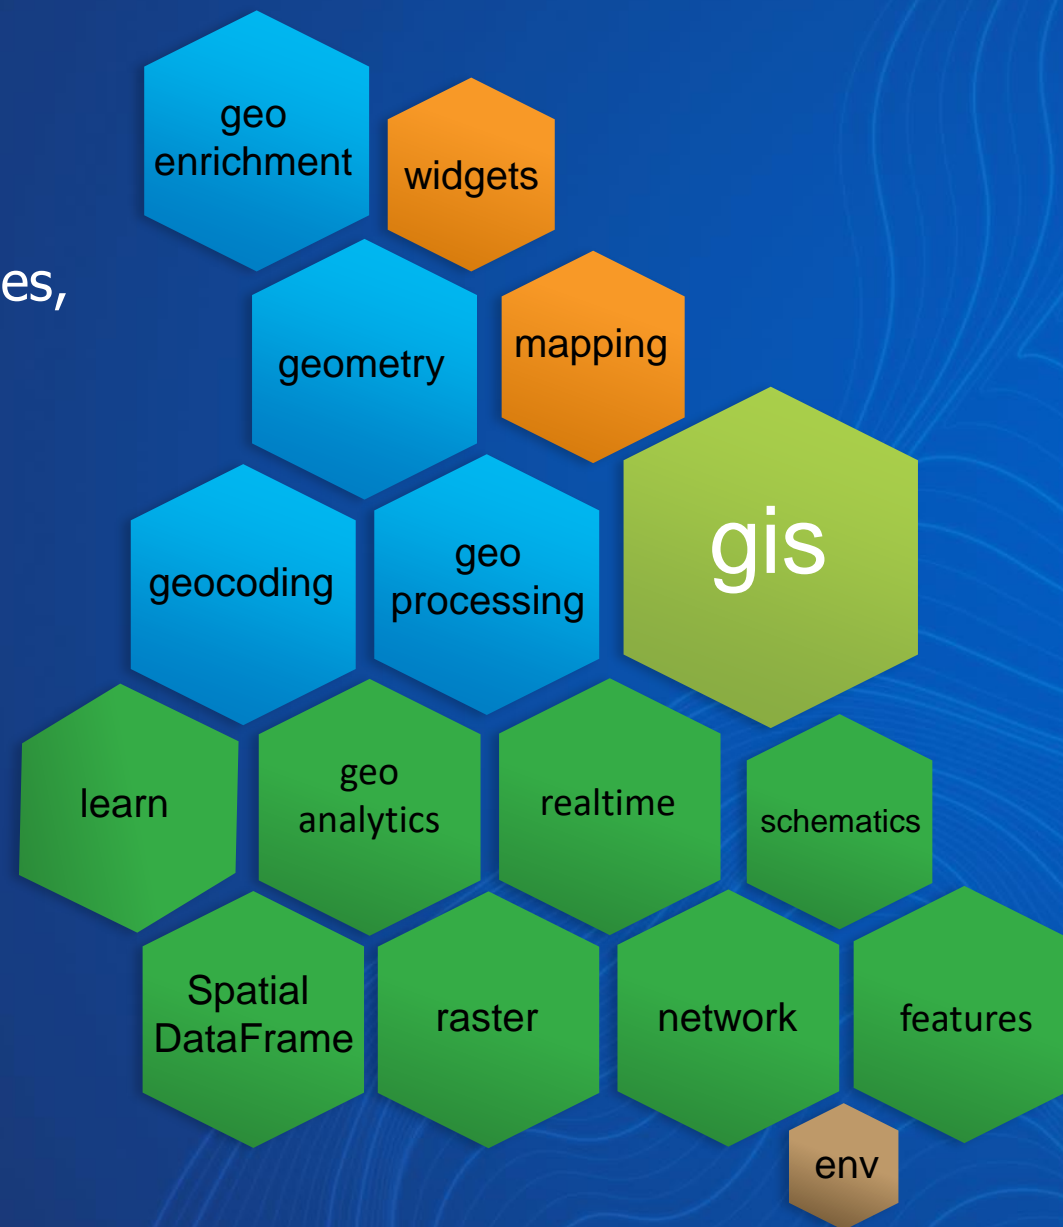 geo
enrichment
widgets
es,
geometry
mapping
gis
geocoding
geo
processing
learn
geo
analytics
realtime
schematics
Spatial
DataFrame
raster
network
features
env